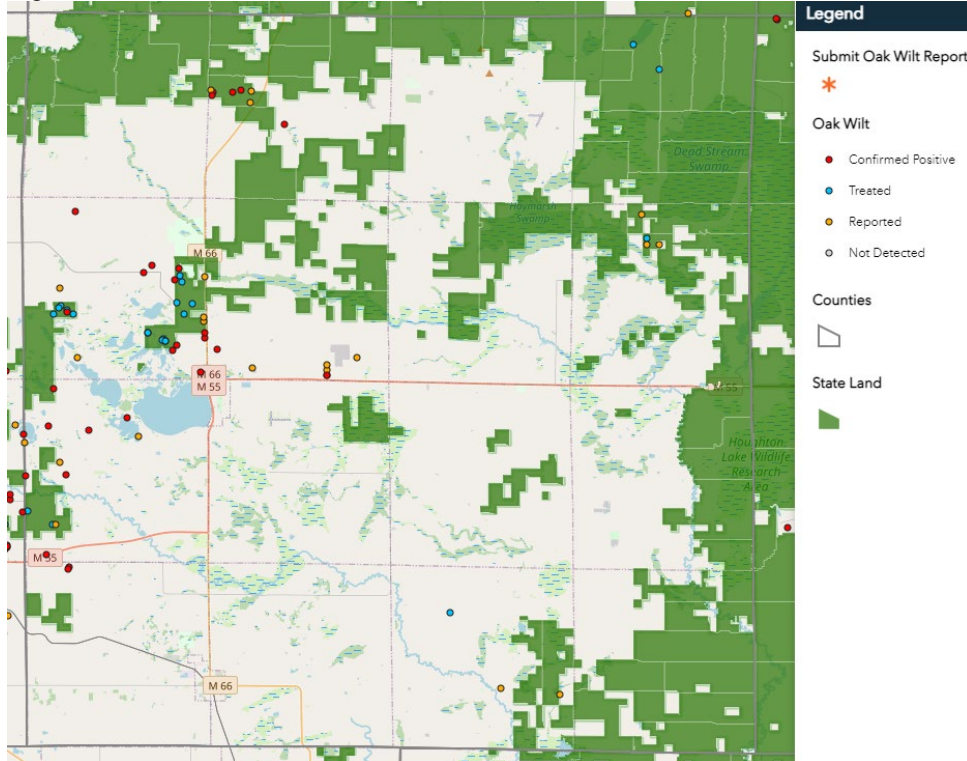 Legend
Submit Oak Wilt Report
Oak Wilt
Confirmed Positive
Treated
Reported
Not Detected
Counties
State Land
Dead Stream
Swamp
Haymarsh
Swamp
M 66
M 66
M 55
M 55
Houghton
Lake Wildlife
Research
Area
M 55
M 66